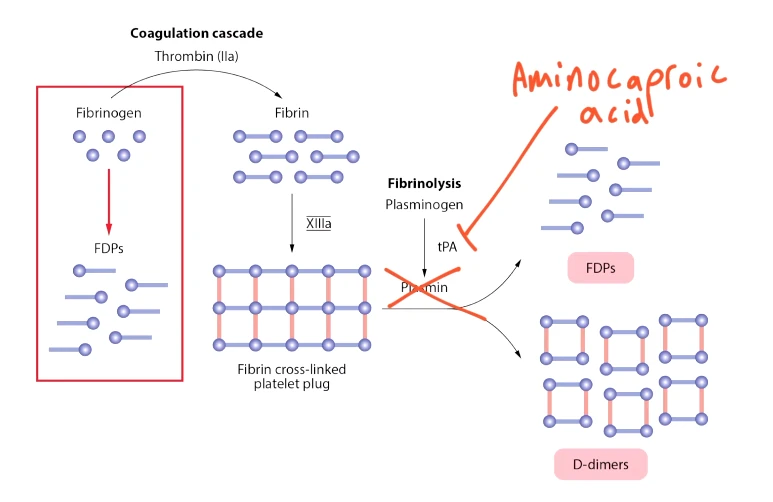 Coagulation cascade
Thrombin (IIa)
Aminocaproic
acid
Fibrinogen
Fibrin
Fibrinolysis
Plasminogen
XIIIa
tPA
FDPs
Plasmin
FDPs
Fibrin cross-linked
platelet plug
D-dimers